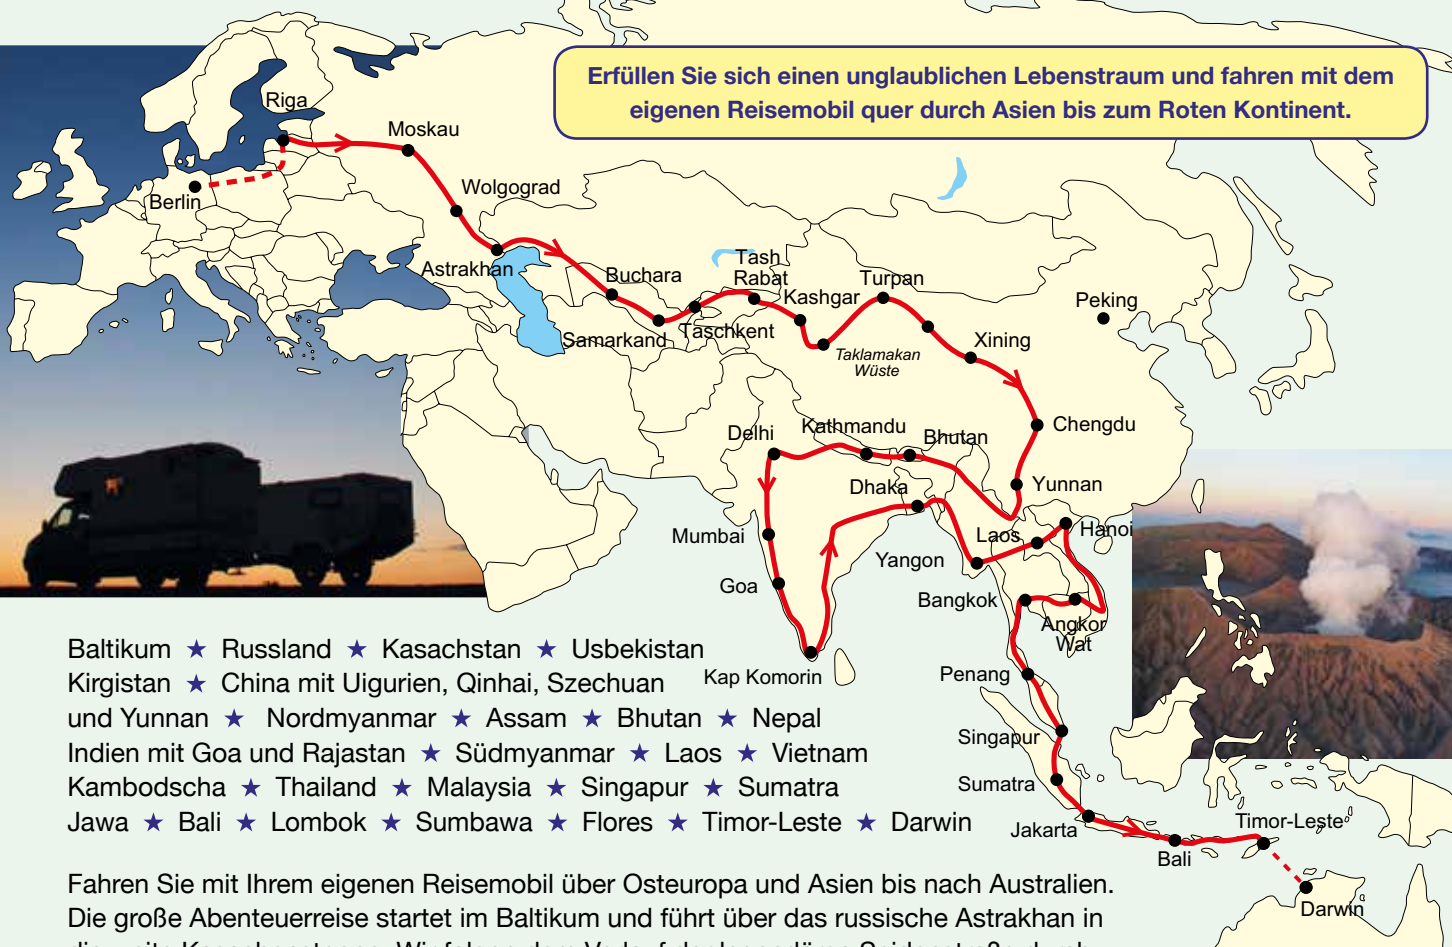 Erfüllen Sie sich einen unglaublichen Lebenstraum und fahren mit dem
eigenen Reisemobil quer durch Asien bis zum Roten Kontinent.
Riga
Moskau
Berlin
Wolgograd
Astrakhan
Buchara
Tash
Rabat
Turpan
Kashgar
Peking
Samarkand
Taschkent
Taklamakan
Wüste
Xining
Delhi
Kathmandu
Bhutan
Chengdu
Dhaka
Yunnan
Mumbai
Laos
Hanoi
Yangon
Goa
Bangkok
Angkor
Wat
Kap Komorin
Penang
Singapur
Sumatra
Jakarta
Timor-Leste
Bali
Darwin
Baltikum ★ Russland ★ Kasachstan ★ Usbekistan
Kirgistan ★ China mit Uigurien, Qinhai, Szechuan
und Yunnan ★ Nordmyanmar ★ Assam ★ Bhutan ★ Nepal
Indien mit Goa und Rajastan ★ Südmyanmar ★ Laos ★ Vietnam
Kambodscha ★ Thailand ★ Malaysia ★ Singapur ★ Sumatra
Jawa ★ Bali ★ Lombok ★ Sumbawa ★ Flores ★ Timor-Leste ★ Darwin
Fahren Sie mit Ihrem eigenen Reisemobil über Osteuropa und Asien bis nach Australien.
Die große Abenteuerreise startet im Baltikum und führt über das russische Astrakhan in